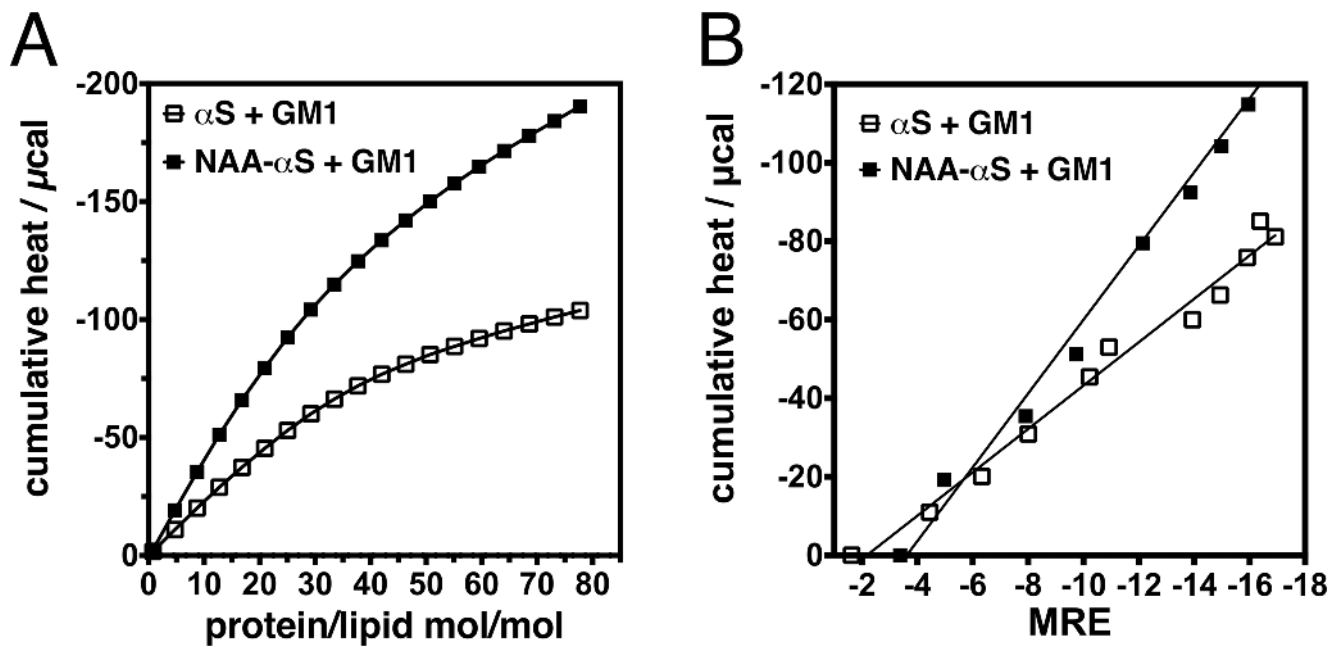 A
cumulative heat / µcal
-200
-150
-100
-50
0
αS + GM1
NAA-αS + GM1
0 10 20 30 40 50 60 70 80
protein/lipid mol/mol
B
cumulative heat / µcal
-120
-100
-80
-60
-40
-20
0
αS + GM1
NAA-αS + GM1
-2 -4 -6 -8 -10 -12 -14 -16 -18
MRE